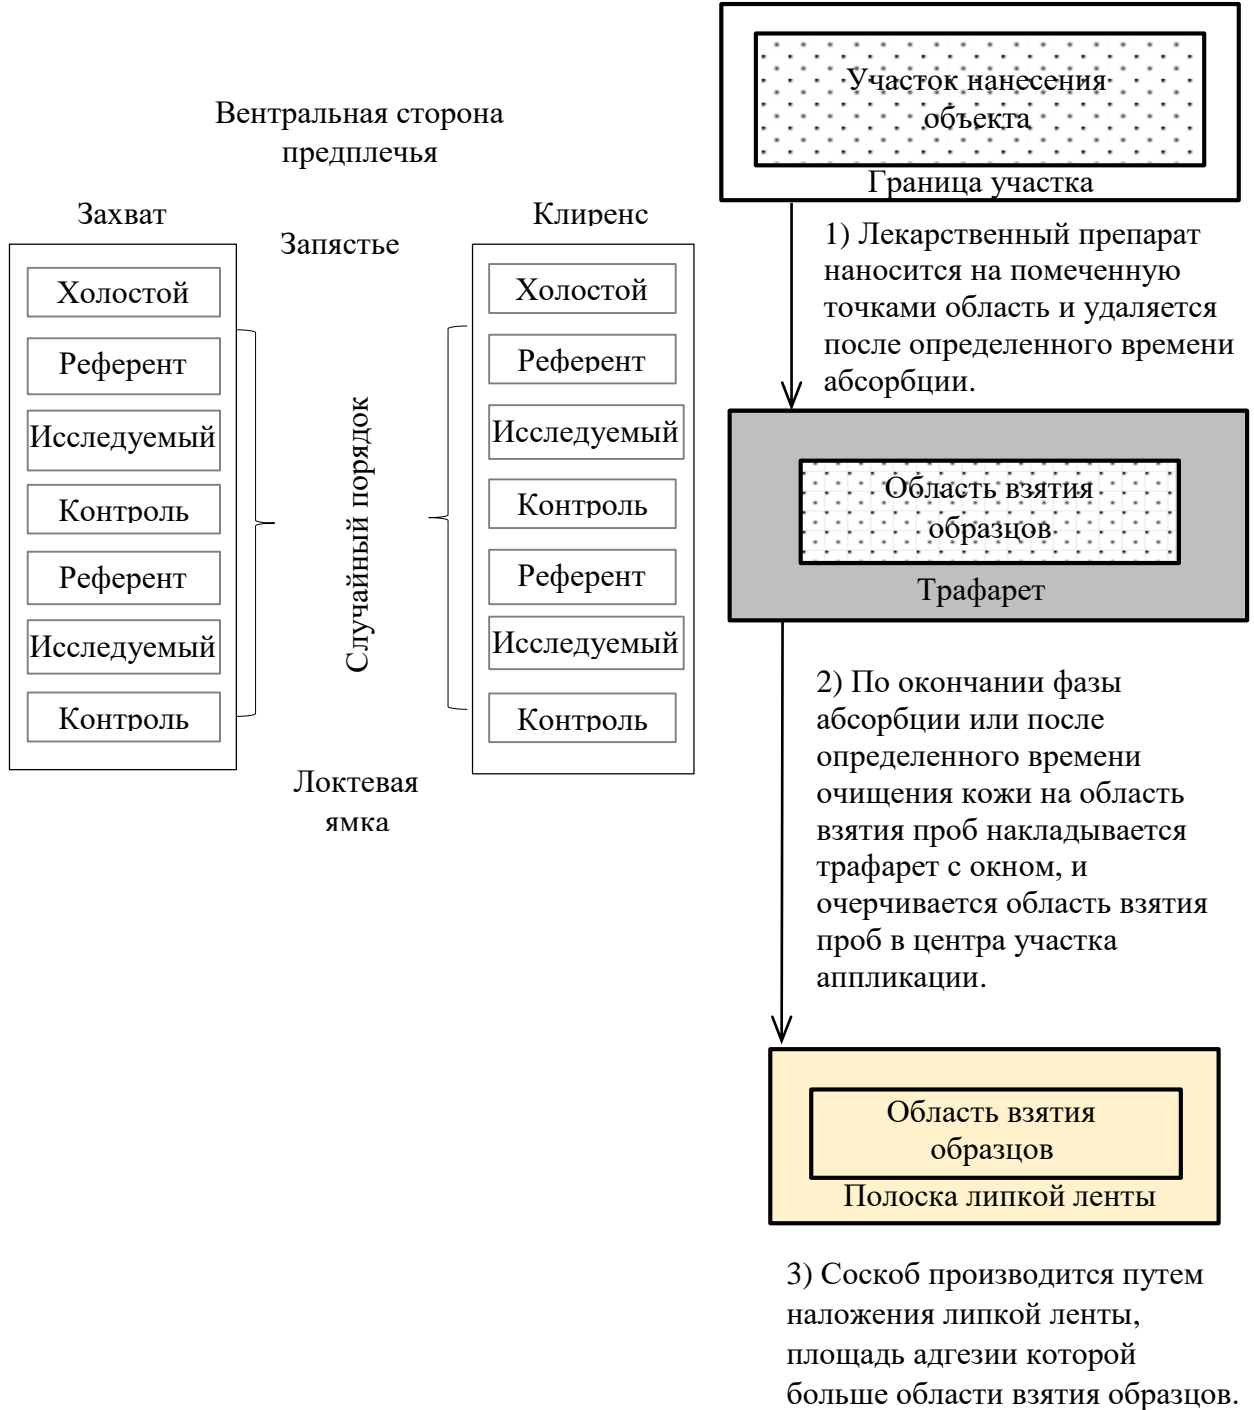 Вентральная сторона
предплечья
Захват
Холостой
Референт
Исследуемый
Контроль
Референт
Исследуемый
Контроль
Запястье
Случайный порядок
Локтевая
ямка
Клиренс
Холостой
Референт
Исследуемый
Контроль
Референт
Исследуемый
Контроль
Участок нанесения
объекта
Граница участка
1) Лекарственный препарат
наносится на помеченную
точками область и удаляется
после определенного времени
абсорбции.
Область взятия
образцов
Трафарет
2) По окончании фазы
абсорбции или после
определенного времени
очищения кожи на область
взятия проб накладывается
трафарет с окном, и
очерчивается область взятия
проб в центра участка
аппликации.
Область взятия
образцов
Полоска липкой ленты
3) Соскоб производится путем
наложения липкой ленты,
площадь адгезии которой
больше области взятия образцов.